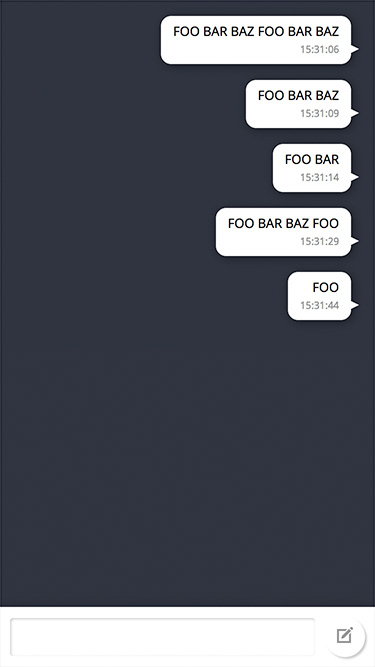 FOO BAR BAZ FOO BAR BAZ
15:31:06
FOO BAR BAZ
15:31:09
FOO BAR
15:31:14
FOO BAR BAZ FOO
15:31:29
FOO
15:31:44